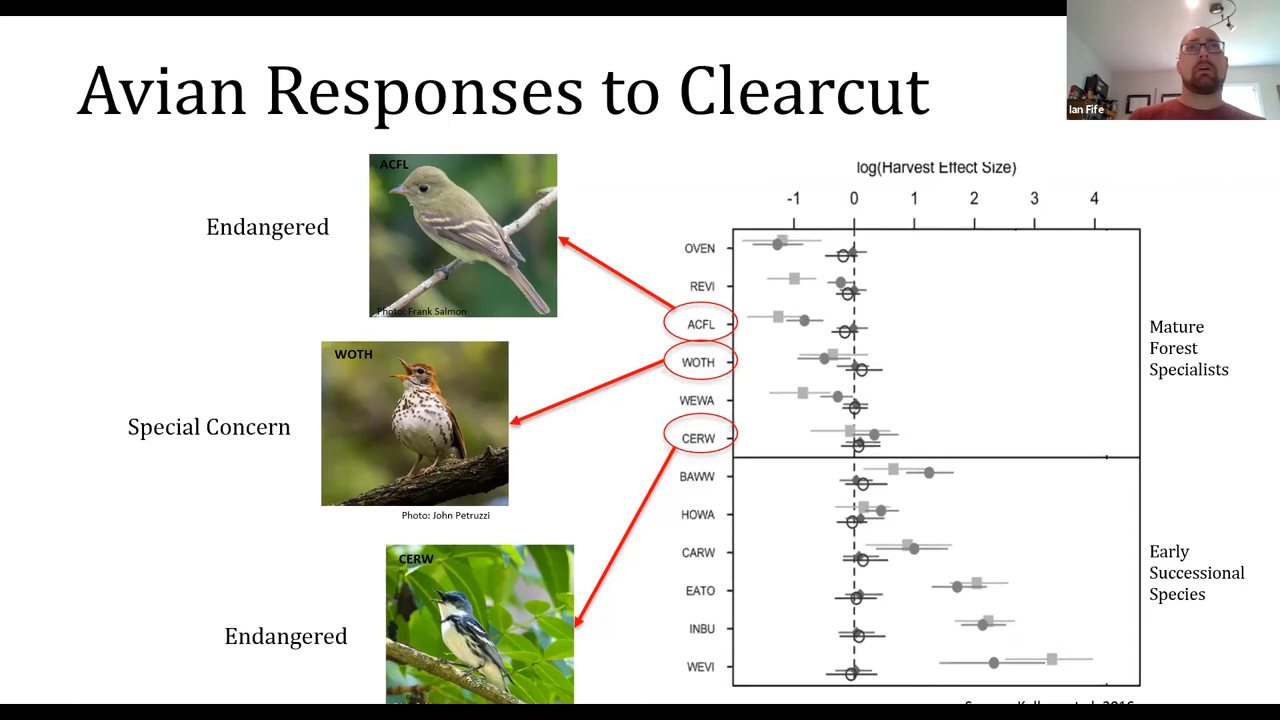 Avian Responses to Clearcut
Ian Fife
Endangered
ACFL
Photo: Frank Salmon
Special Concern
WOTH
Photo: John Petruzzi
Endangered
CERW
log(Harvest Effect Size)
-1 0 1 2 3 4
OVEN
REVI
ACFL
WOTH
WEWA
CERW
BAWW
HOWA
CARW
EATO
INBU
WEVI
Mature
Forest
Specialists
Early
Successional
Species